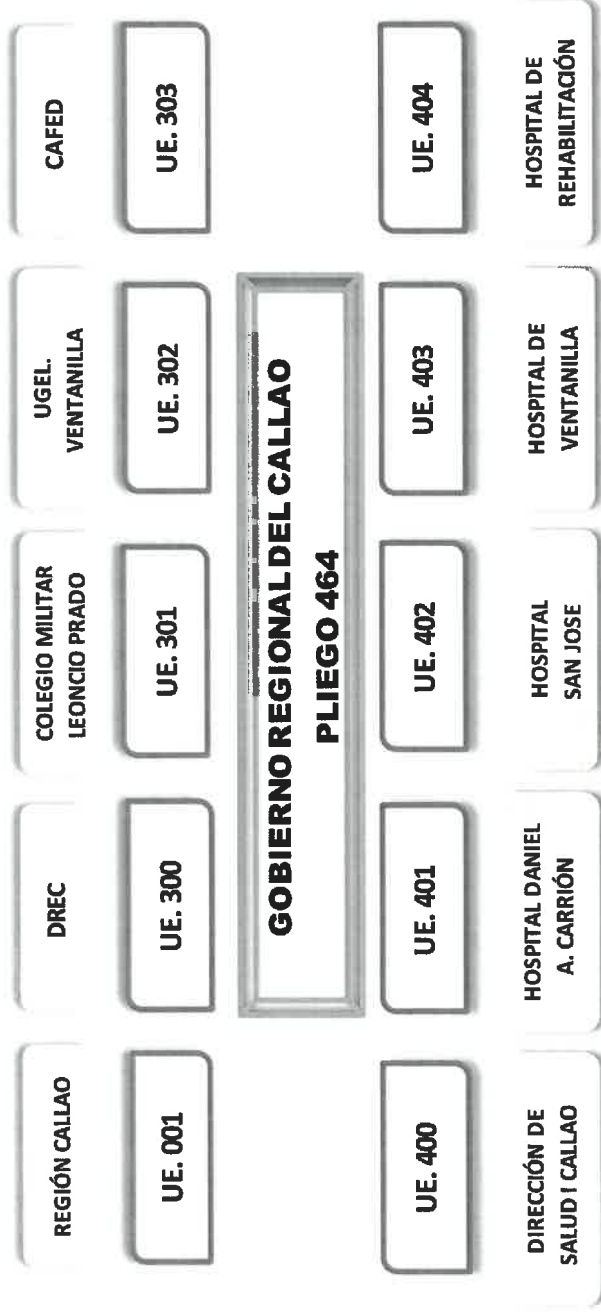 REGIÓN CALLAO
DREC
COLEGIO MILITAR
LEONCIO PRADO
UGEL.
VENTANILLA
CAFED
UE. 001
UE. 300
UE. 301
UE. 302
UE. 303
GOBIERNO REGIONAL DEL CALLAO
PLIEGO 464
UE. 400
UE. 401
UE. 402
UE. 403
UE. 404
DIRECCIÓN DE
SALUD I CALLAO
HOSPITAL DANIEL
A. CARRIÓN
HOSPITAL
SAN JOSE
HOSPITAL DE
VENTANILLA
HOSPITAL DE
REHABILITACIÓN